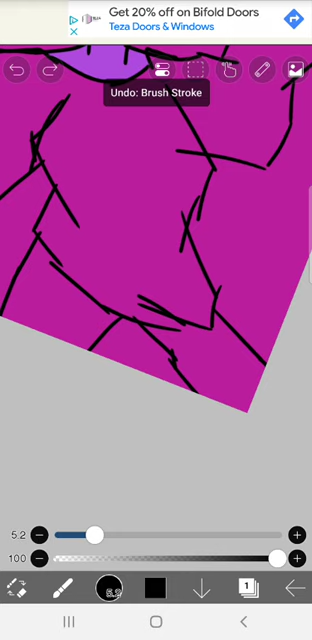 Get 20% off on Bifold Doors
Teza Doors & Windows
Undo: Brush Stroke
5.2
100
5.2
1